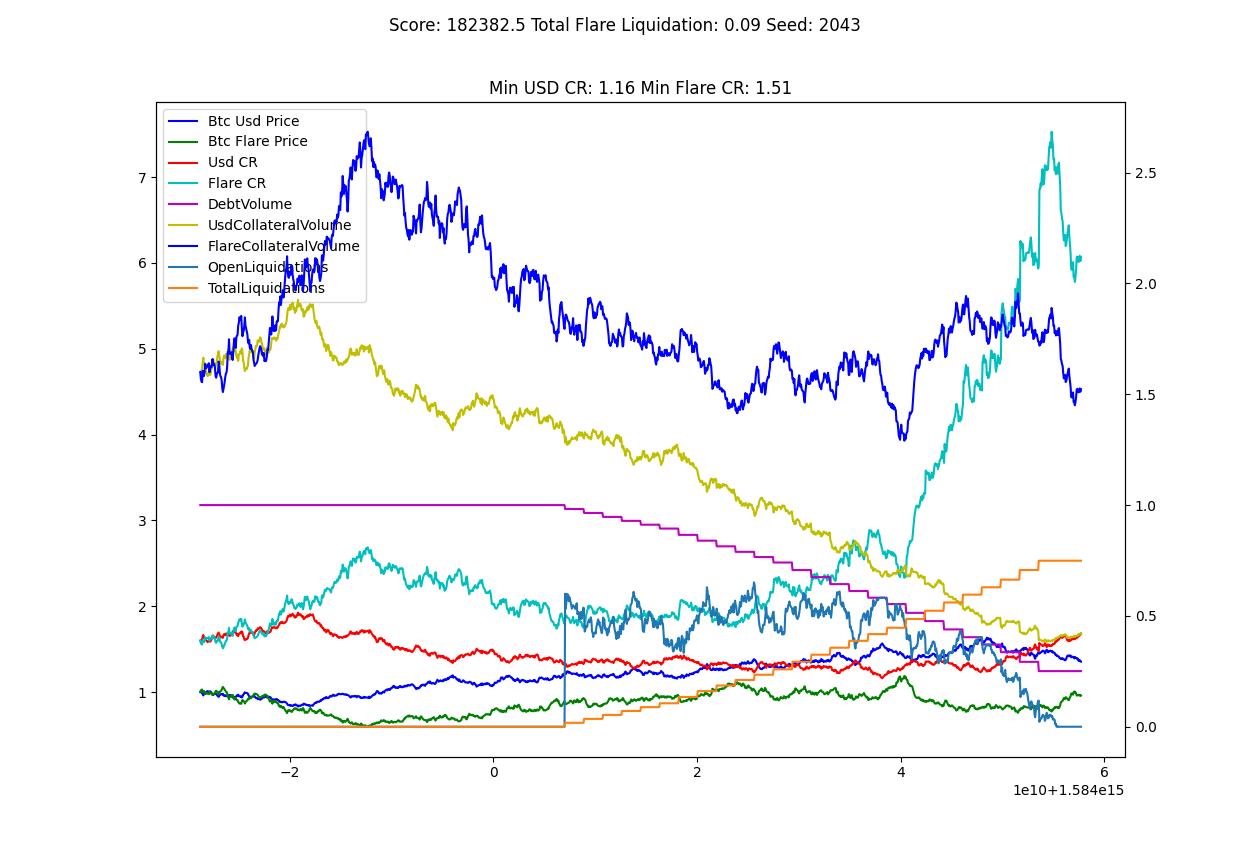 Score: 182382.5 Total Flare Liquidation: 0.09 Seed: 2043
Min USD CR: 1.16 Min Flare CR: 1.51
Btc Usd Price
Btc Flare Price
Usd CR
Flare CR
DebtVolume
UsdCollateralVolume
FlareCollateralVolume
OpenLiquidations
TotalLiquidations
7
6
5
4
3
2
1
2.5
2.0
1.5
1.0
0.5
0.0
−2
0
2
4
6
1e10+1.584e15